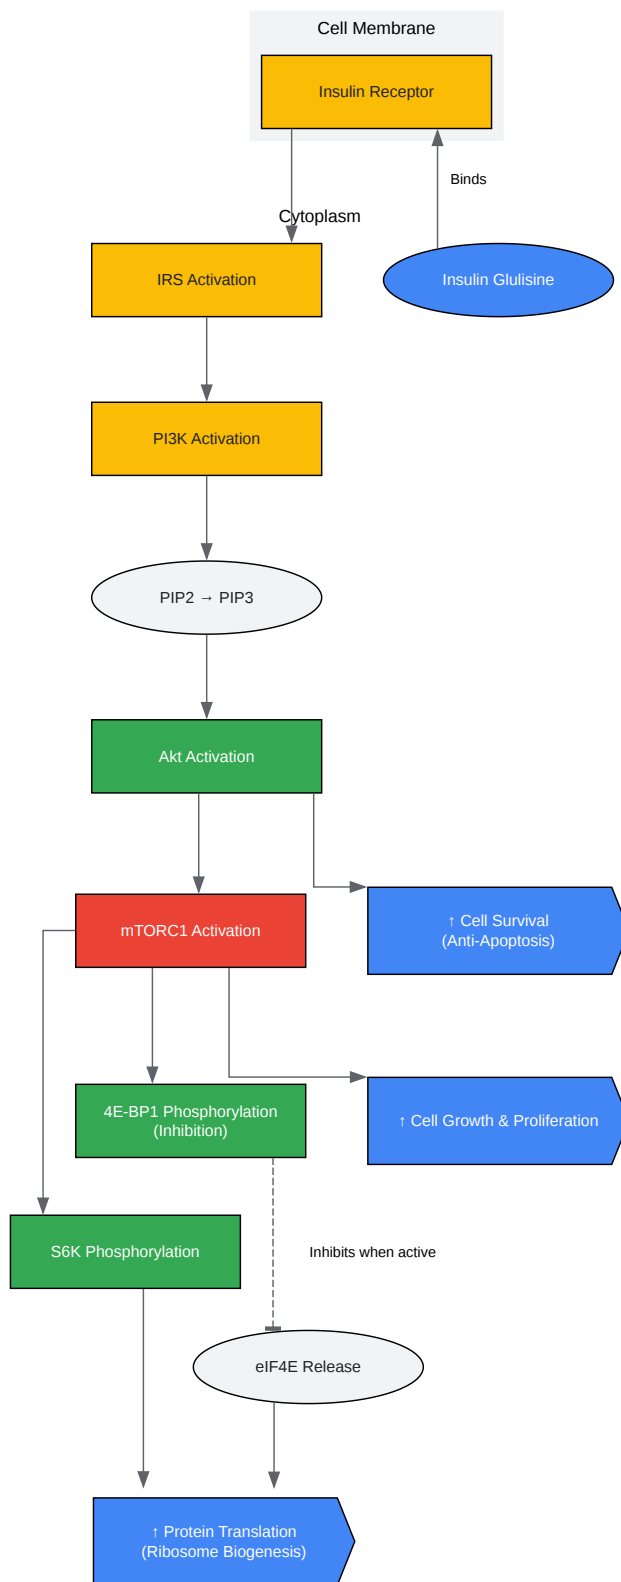 Cell Membrane
Insulin Receptor
Binds
Cytoplasm
IRS Activation
Insulin Glulisine
PI3K Activation
PIP2 → PIP3
Akt Activation
↑ Cell Survival
(Anti-Apoptosis)
mTORC1 Activation
4E-BP1 Phosphorylation
(Inhibition)
↑ Cell Growth & Proliferation
S6K Phosphorylation
Inhibits when active
eIF4E Release
↑ Protein Translation
(Ribosome Biogenesis)